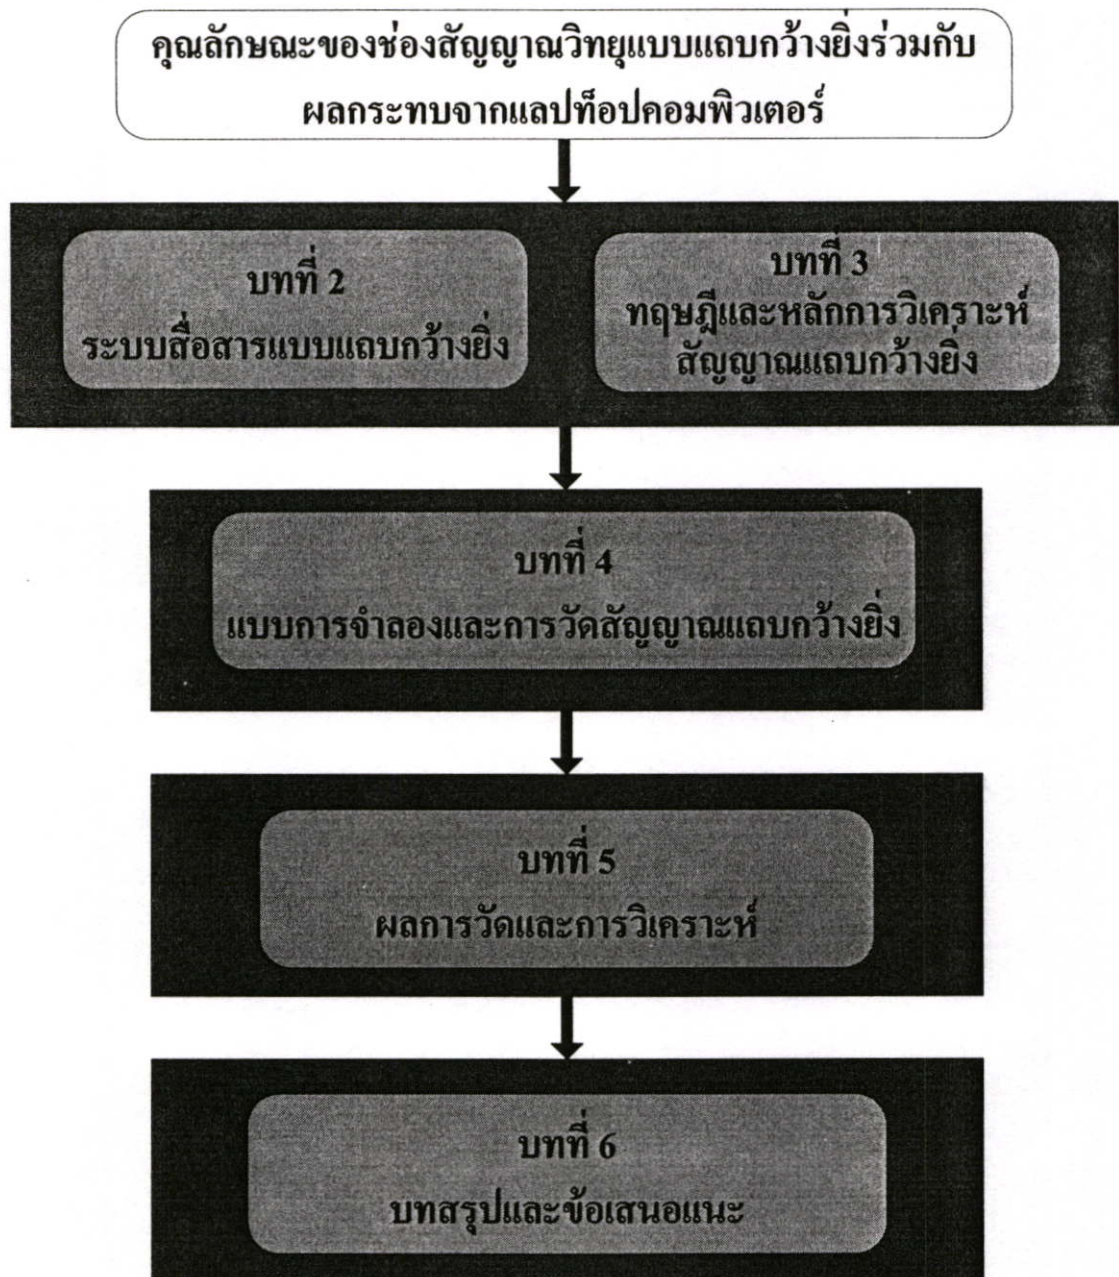 คุณลักษณะของช่องสัญญาณวิทยุแบบแถบกว้างยิ่งร่วมกับ
ผลกระทบจากแลปท็อปคอมพิวเตอร์
บทที่ 2
ระบบสื่อสารแบบแถบกว้างยิ่ง
บทที่ 3
ทฤษฎีและหลักการวิเคราะห์
สัญญาณแถบกว้างยิ่ง
บทที่ 4
แบบการจำลองและการวัดสัญญาณแถบกว้างยิ่ง
บทที่ 5
ผลการวัดและการวิเคราะห์
บทที่ 6
บทสรุปและข้อเสนอแนะ